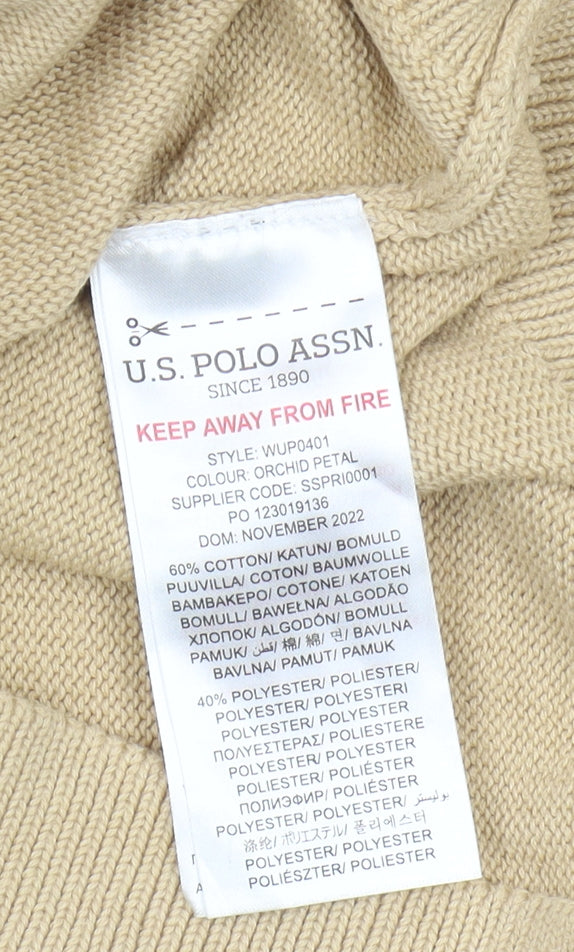 U.S. POLO ASSN.
SINCE 1890
KEEP AWAY FROM FIRE
STYLE: WUP0401
COLOUR: ORCHID PETAL
SUPPLIER CODE: SSPRI0001
PO 123019136
DOM: NOVEMBER 2022
60% COTTON/ KATUN/ BOMULD
PUUVILLA/ COTON/ BAUMWOLLE
ΒΑΜΒΑΚΕΡΟ/ COTONE/ KATOEN
BOMULL/ BAWEŁNA/ ALGODÃO
ХЛОПОК/ ALGODÓN/ BOMULL
PAMUK/ قطن/ 棉/ 綿/ 면/ BAVLNA
BAVLNA/ PAMUT/ PAMUK
40% POLYESTER/ POLIESTER/
POLYESTER/ POLYESTERI
POLYESTER/ POLYESTER
ΠΟΛΥΕΣΤΕΡΑΣ/ POLIESTERE
POLYESTER/ POLYESTER
POLIESTER/ POLIÉSTER
ПОЛИЭФИР/ POLIÉSTER
POLYESTER/ POLYESTER/ بوليستر
涤纶/ ポリエステル/ 폴리에스터
POLYESTER/ POLYESTER
POLIÉSZTER/ POLIESTER